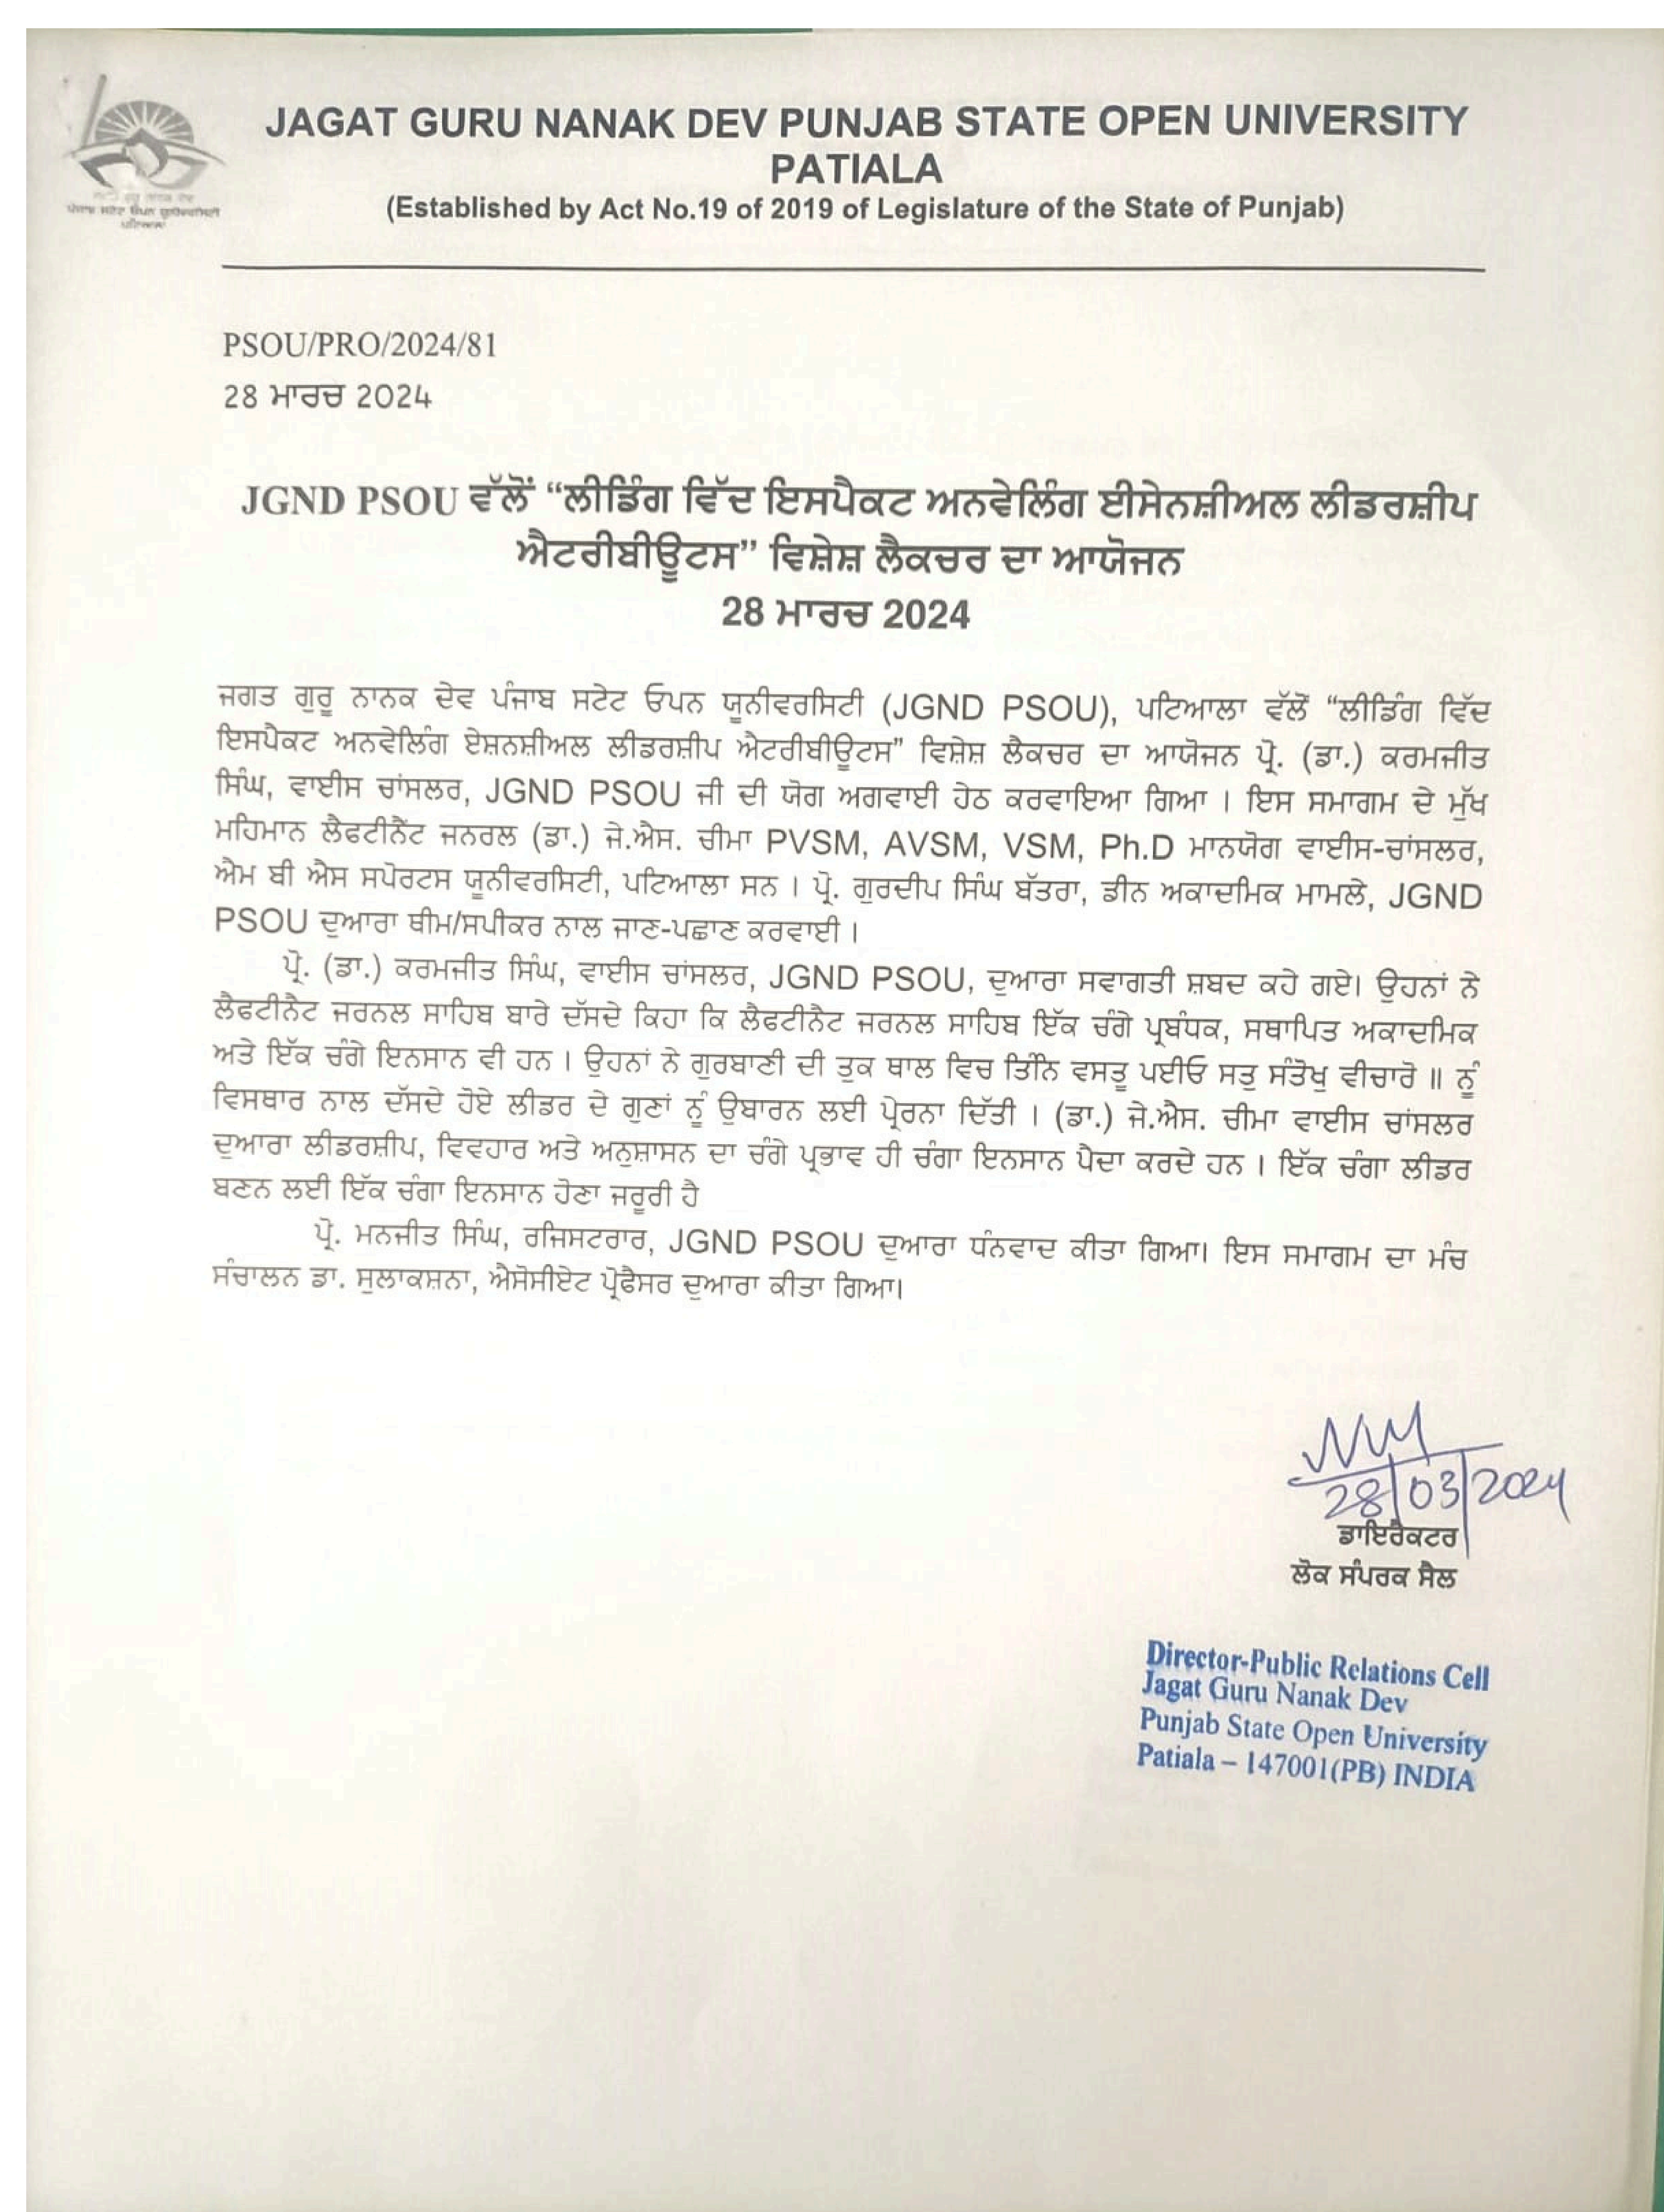 JAGAT GURU NANAK DEV PUNJAB STATE OPEN UNIVERSITY
PATIALA
(Established by Act No.19 of 2019 of Legislature of the State of Punjab)
ਪੰਜਾਬ ਸਟੇਟ ਓਪਨ ਯੂਨੀਵਰਸਿਟੀ
ਪਟਿਆਲਾ
PSOU/PRO/2024/81
28 ਮਾਰਚ 2024
JGND PSOU ਵੱਲੋਂ “ਲੀਡਿੰਗ ਵਿੱਦ ਇਸਪੈਕਟ ਅਨਵੇਲਿੰਗ ਈਸੇਨਸ਼ੀਅਲ ਲੀਡਰਸ਼ੀਪ
ਐਟਰੀਬੀਊਟਸ” ਵਿਸ਼ੇਸ਼ ਲੈਕਚਰ ਦਾ ਆਯੋਜਨ
28 ਮਾਰਚ 2024
ਜਗਤ ਗੁਰੂ ਨਾਨਕ ਦੇਵ ਪੰਜਾਬ ਸਟੇਟ ਓਪਨ ਯੂਨੀਵਰਸਿਟੀ (JGND PSOU), ਪਟਿਆਲਾ ਵੱਲੋਂ “ਲੀਡਿੰਗ ਵਿੱਦ
ਇਸਪੈਕਟ ਅਨਵੇਲਿੰਗ ਏਸ਼ਨਸ਼ੀਅਲ ਲੀਡਰਸ਼ੀਪ ਐਟਰੀਬੀਊਟਸ” ਵਿਸ਼ੇਸ਼ ਲੈਕਚਰ ਦਾ ਆਯੋਜਨ ਪ੍ਰੋ. (ਡਾ.) ਕਰਮਜੀਤ
ਸਿੰਘ, ਵਾਈਸ ਚਾਂਸਲਰ, JGND PSOU ਜੀ ਦੀ ਯੋਗ ਅਗਵਾਈ ਹੇਠ ਕਰਵਾਇਆ ਗਿਆ । ਇਸ ਸਮਾਗਮ ਦੇ ਮੁੱਖ
ਮਹਿਮਾਨ ਲੈਫਟੀਨੈਂਟ ਜਨਰਲ (ਡਾ.) ਜੇ.ਐਸ. ਚੀਮਾ PVSM, AVSM, VSM, Ph.D ਮਾਨਯੋਗ ਵਾਈਸ-ਚਾਂਸਲਰ,
ਐਮ ਬੀ ਐਸ ਸਪੋਰਟਸ ਯੂਨੀਵਰਸਿਟੀ, ਪਟਿਆਲਾ ਸਨ । ਪ੍ਰੋ. ਗੁਰਦੀਪ ਸਿੰਘ ਬੱਤਰਾ, ਡੀਨ ਅਕਾਦਮਿਕ ਮਾਮਲੇ, JGND
PSOU ਦੁਆਰਾ ਥੀਮ/ਸਪੀਕਰ ਨਾਲ ਜਾਣ-ਪਛਾਣ ਕਰਵਾਈ ।
ਪ੍ਰੋ. (ਡਾ.) ਕਰਮਜੀਤ ਸਿੰਘ, ਵਾਈਸ ਚਾਂਸਲਰ, JGND PSOU, ਦੁਆਰਾ ਸਵਾਗਤੀ ਸ਼ਬਦ ਕਹੇ ਗਏ। ਉਹਨਾਂ ਨੇ
ਲੈਫਟੀਨੈਟ ਜਰਨਲ ਸਾਹਿਬ ਬਾਰੇ ਦੱਸਦੇ ਕਿਹਾ ਕਿ ਲੈਫਟੀਨੈਟ ਜਰਨਲ ਸਾਹਿਬ ਇੱਕ ਚੰਗੇ ਪ੍ਰਬੰਧਕ, ਸਥਾਪਿਤ ਅਕਾਦਮਿਕ
ਅਤੇ ਇੱਕ ਚੰਗੇ ਇਨਸਾਨ ਵੀ ਹਨ । ਉਹਨਾਂ ਨੇ ਗੁਰਬਾਣੀ ਦੀ ਤੁਕ ਥਾਲ ਵਿਚ ਤਿੰਨਿ ਵਸਤੂ ਪਈਓ ਸਤੁ ਸੰਤੋਖੁ ਵੀਚਾਰੋ ॥ ਨੂੰ
ਵਿਸਥਾਰ ਨਾਲ ਦੱਸਦੇ ਹੋਏ ਲੀਡਰ ਦੇ ਗੁਣਾਂ ਨੂੰ ਉਬਾਰਨ ਲਈ ਪ੍ਰੇਰਨਾ ਦਿੱਤੀ । (ਡਾ.) ਜੇ.ਐਸ. ਚੀਮਾ ਵਾਈਸ ਚਾਂਸਲਰ
ਦੁਆਰਾ ਲੀਡਰਸ਼ੀਪ, ਵਿਵਹਾਰ ਅਤੇ ਅਨੁਸ਼ਾਸਨ ਦਾ ਚੰਗੇ ਪ੍ਰਭਾਵ ਹੀ ਚੰਗਾ ਇਨਸਾਨ ਪੈਦਾ ਕਰਦੇ ਹਨ । ਇੱਕ ਚੰਗਾ ਲੀਡਰ
ਬਣਨ ਲਈ ਇੱਕ ਚੰਗਾ ਇਨਸਾਨ ਹੋਣਾ ਜਰੂਰੀ ਹੈ
ਪ੍ਰੋ. ਮਨਜੀਤ ਸਿੰਘ, ਰਜਿਸਟਰਾਰ, JGND PSOU ਦੁਆਰਾ ਧੰਨਵਾਦ ਕੀਤਾ ਗਿਆ। ਇਸ ਸਮਾਗਮ ਦਾ ਮੰਚ
ਸੰਚਾਲਨ ਡਾ. ਸੁਲਾਕਸ਼ਨਾ, ਐਸੋਸੀਏਟ ਪ੍ਰੋਫੈਸਰ ਦੁਆਰਾ ਕੀਤਾ ਗਿਆ।
28/03/2024
ਡਾਇਰੈਕਟਰ
ਲੋਕ ਸੰਪਰਕ ਸੈਲ
Director-Public Relations Cell
Jagat Guru Nanak Dev
Punjab State Open University
Patiala – 147001(PB) INDIA